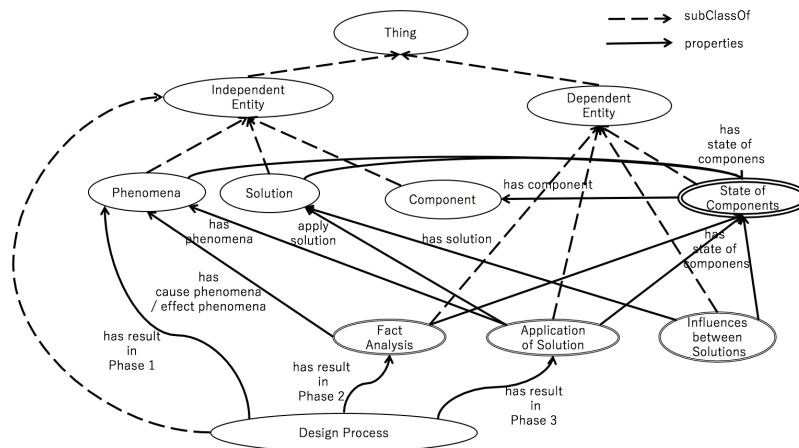 subClassOf
Thing
properties
Independent
Entity
Dependent
Entity
has
state of
componens
Phenomena
Solution
Component
has component
State of
Components
has
phenomena
apply
solution
has solution
has
state of
componens
has
cause phenomena
/ effect phenomena
has result
in
Phase 1
Fact
Analysis
Application
of Solution
Influences
between
Solutions
has result
in
Phase 2
has result
in
Phase 3
Design Process